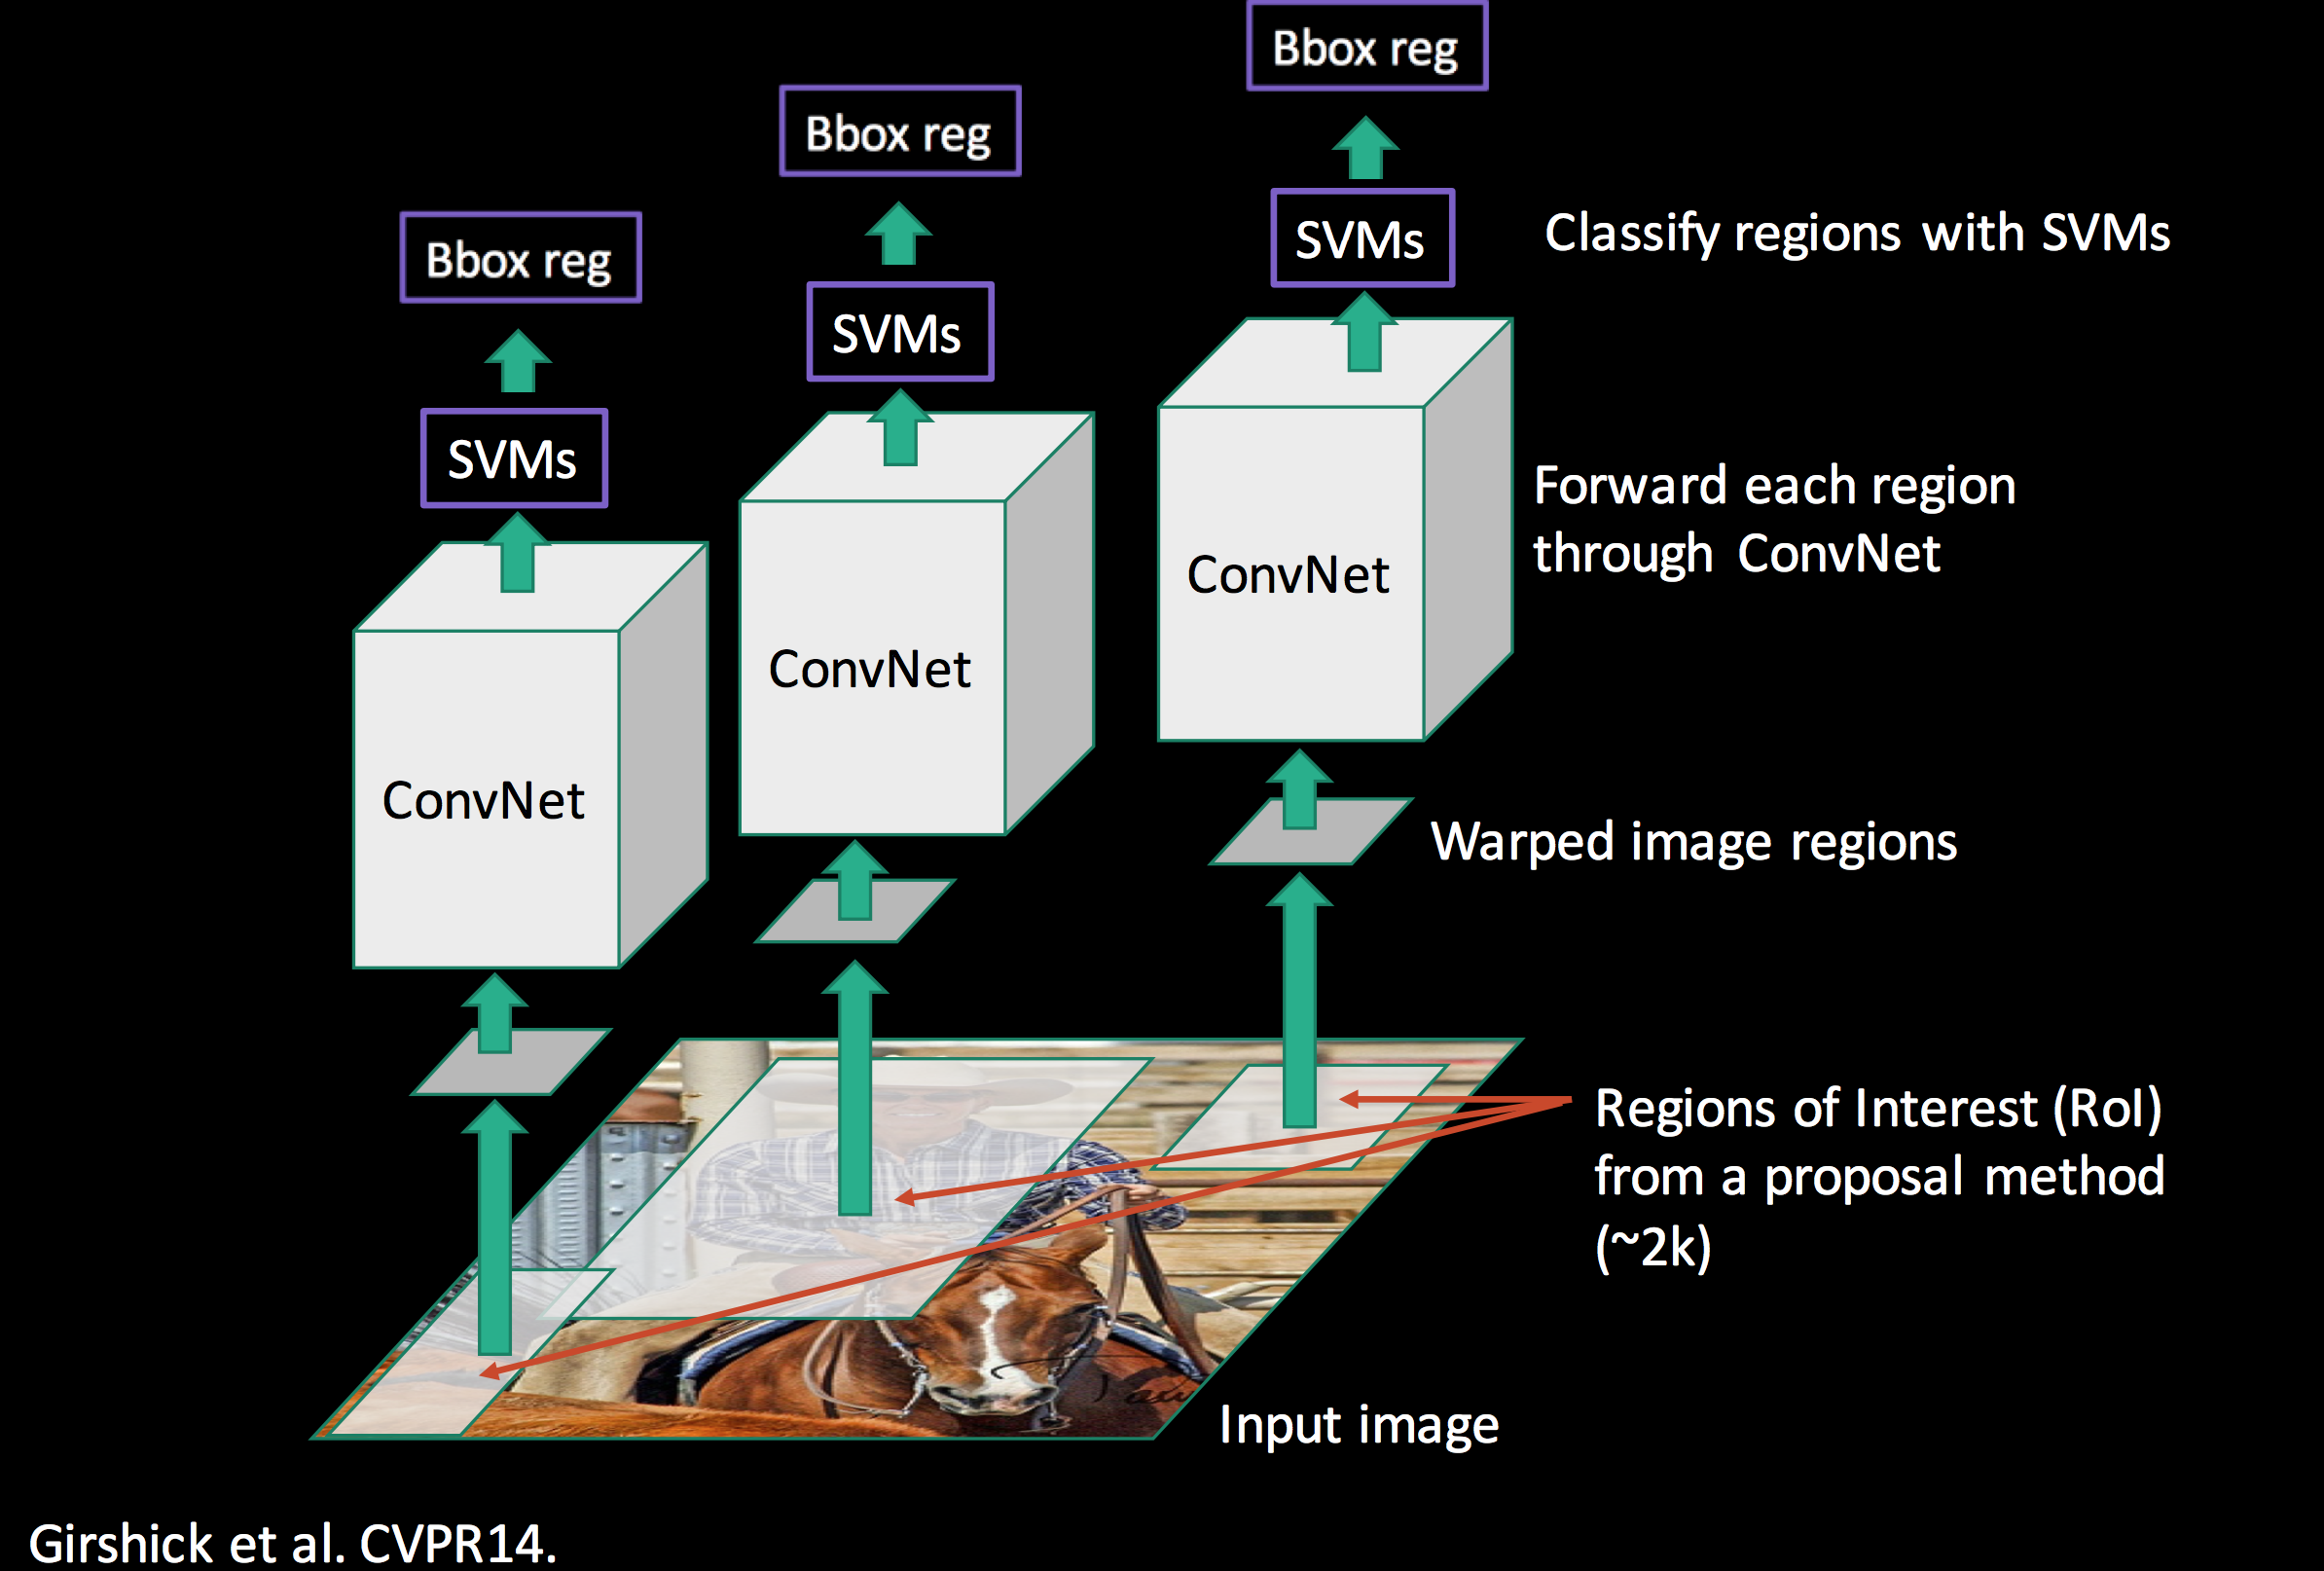 Bbox reg
Bbox reg
Bbox reg
SVMs
Classify regions with SVMs
SVMs
SVMs
Forward each region
through ConvNet
ConvNet
ConvNet
ConvNet
Warped image regions
Regions of Interest (RoI)
from a proposal method
(~2k)
Input image
Girshick et al. CVPR14.